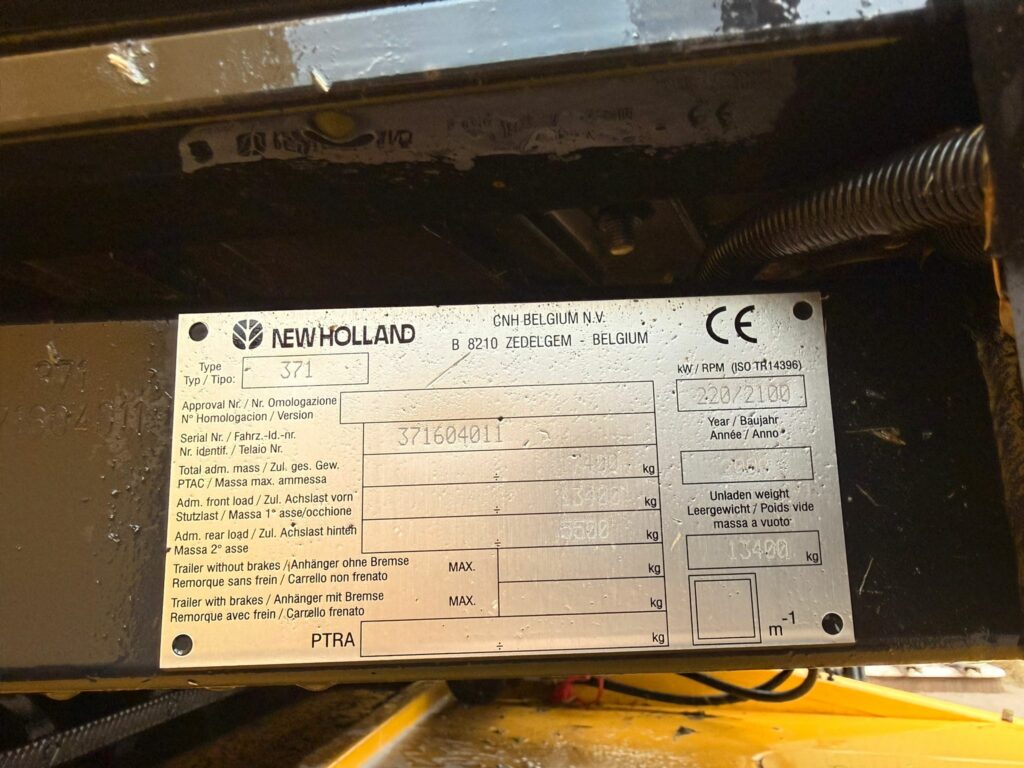 NEW HOLLAND
CNH BELGIUM N.V.
B 8210 ZEDELGEM - BELGIUM
CE
Type
Typ / Tipo:
371
kW / RPM (ISO TR14396)
220/2100
Approval Nr. / Nr. Omologazione
N° Homologacion / Version
Year / Baujahr
Année / Anno
Serial Nr. / Fahrz.-Id.-nr.
Nr. identif. / Telaio Nr.
371604011
Total adm. mass / Zul. ges. Gew.
PTAC / Massa max. ammessa
÷ kg
Unladen weight
Leergewicht / Poids vide
massa a vuoto
13400 kg
Adm. front load / Zul. Achslast vorn
Stutzlast / Massa 1° asse/occhione
÷ kg
Adm. rear load / Zul. Achslast hinten
Massa 2° asse
÷ kg
Trailer without brakes / Anhänger ohne Bremse
Remorque sans frein / Carrello non frenato
MAX. kg
Trailer with brakes / Anhänger mit Bremse
Remorque avec frein / Carrello frenato
MAX. kg
PTRA ÷ kg
m-1